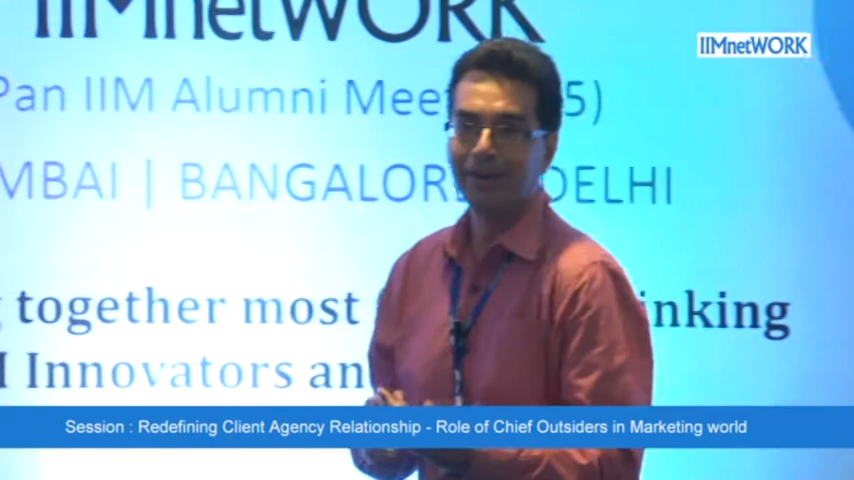 IIMnetWORK
IIMnetWORK
Pan IIM Alumni Mee 5)
MBAI | BANGALOR DELHI
together most inking
Innovators an
Session : Redefining Client Agency Relationship - Role of Chief Outsiders in Marketing world